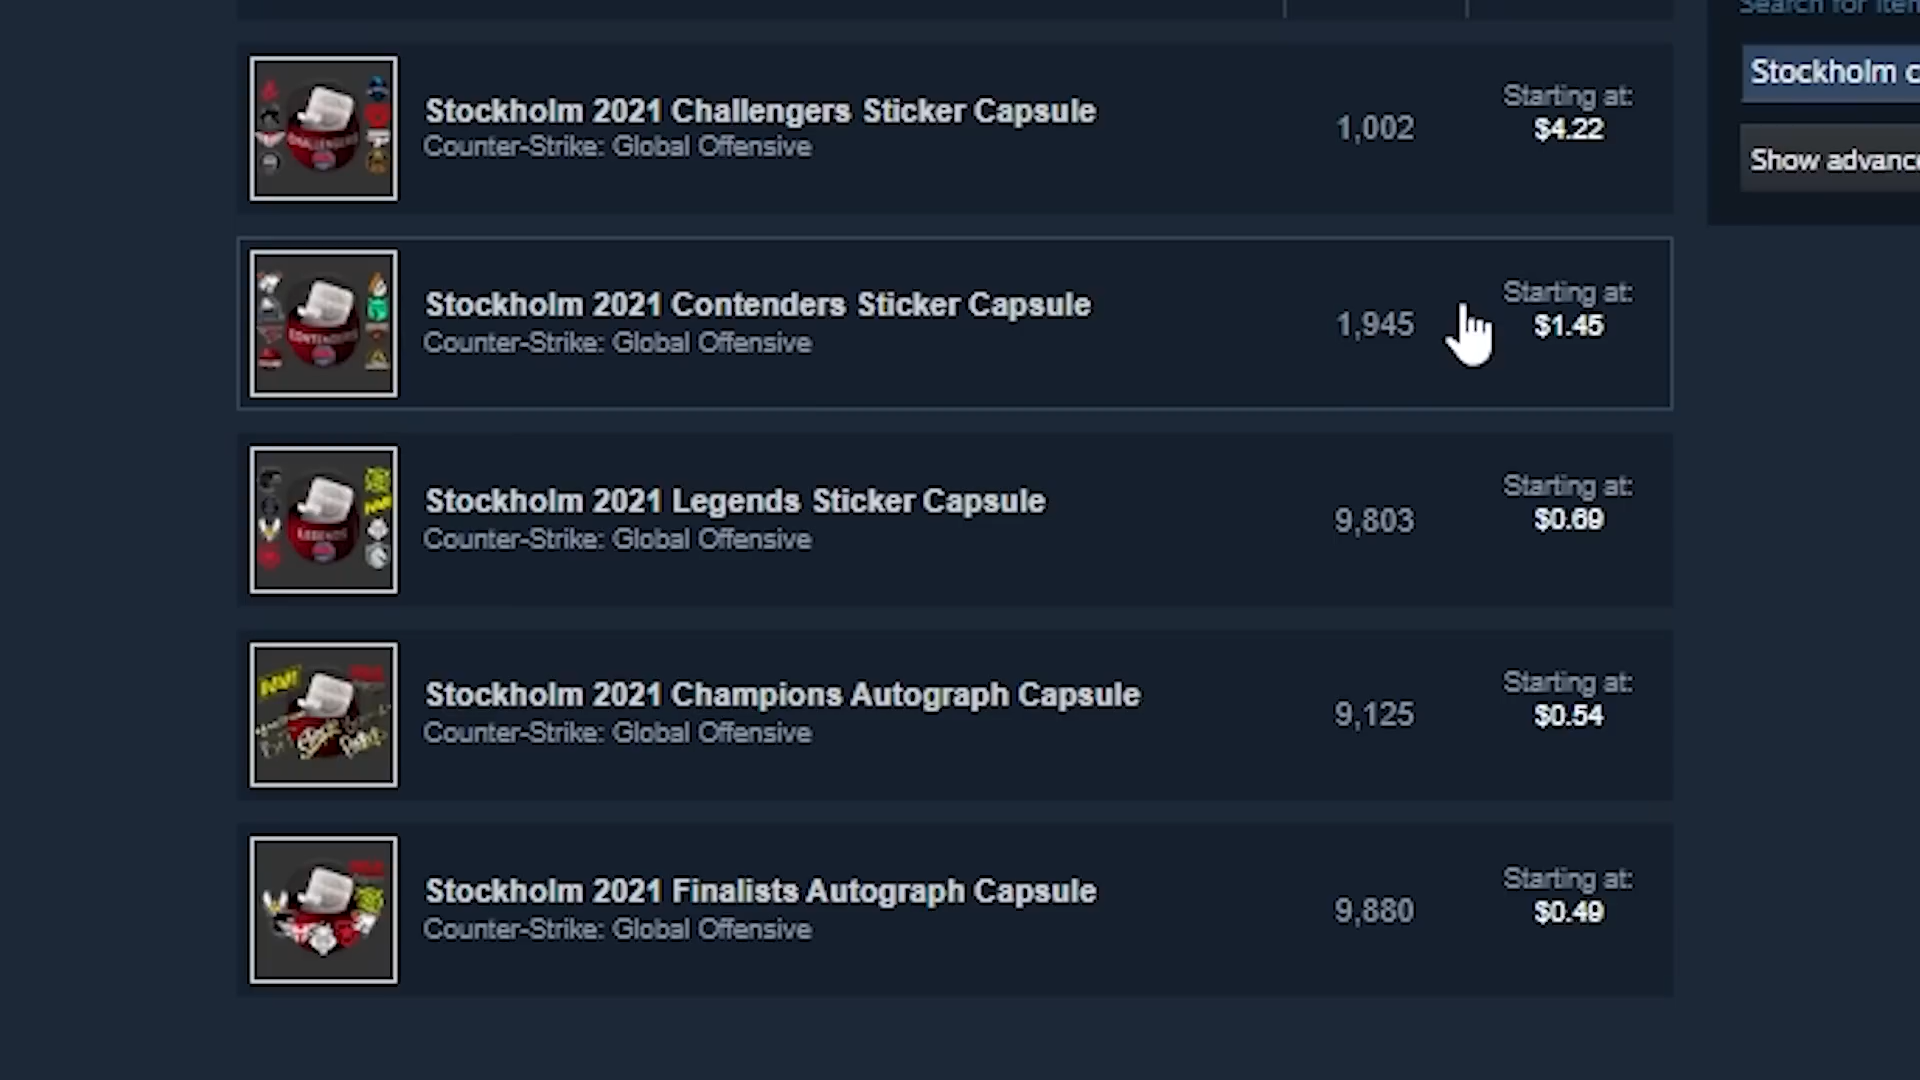 Search for
Stockholm 2021 Challengers Sticker Capsule
Counter-Strike: Global Offensive
1,002
Starting at:
$4.22
Stockholm c
Show advance
Stockholm 2021 Contenders Sticker Capsule
Counter-Strike: Global Offensive
1,945
Starting at:
$1.45
Stockholm 2021 Legends Sticker Capsule
Counter-Strike: Global Offensive
9,803
Starting at:
$0.69
Stockholm 2021 Champions Autograph Capsule
Counter-Strike: Global Offensive
9,125
Starting at:
$0.54
Stockholm 2021 Finalists Autograph Capsule
Counter-Strike: Global Offensive
9,880
Starting at:
$0.49